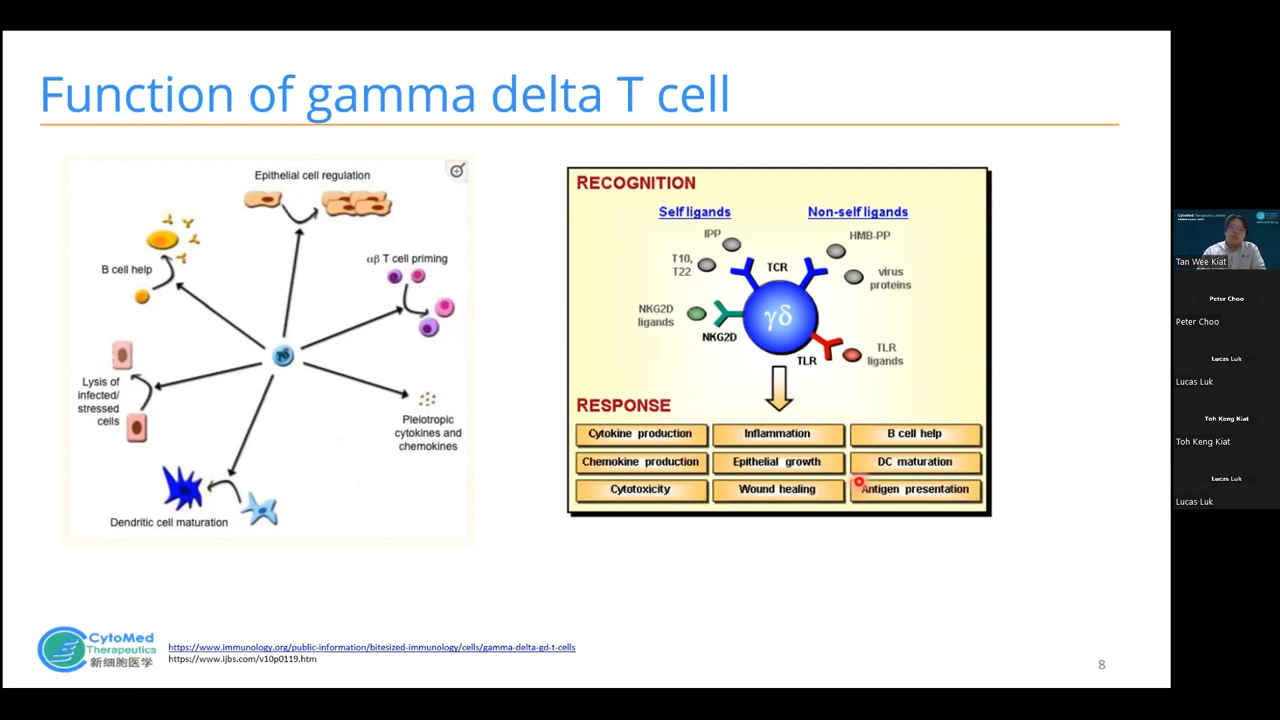 Function of gamma delta T cell
Epithelial cell regulation
B cell help
αβ T cell priming
γδ
Lysis of
infected/
stressed
cells
Pleiotropic
cytokines and
chemokines
Dendritic cell maturation
RECOGNITION
Self ligands
Non-self ligands
IPP
HMB-PP
T10,
T22
TCR
virus
proteins
NKG2D
ligands
γδ
NKG2D
TLR
TLR
ligands
RESPONSE
Cytokine production
Inflammation
B cell help
Chemokine production
Epithelial growth
DC maturation
Cytotoxicity
Wound healing
Antigen presentation
CytoMed
Therapeutics
新细胞医学
https://www.immunology.org/public-information/bitesized-immunology/cells/gamma-delta-gd-t-cells
https://www.ijbs.com/v10p0119.htm
8
Tan Wee Kiat
Peter Choo
Peter Choo
Lucas Luk
Lucas Luk
Toh Keng Kiat
Toh Keng Kiat
Lucas Luk
Lucas Luk